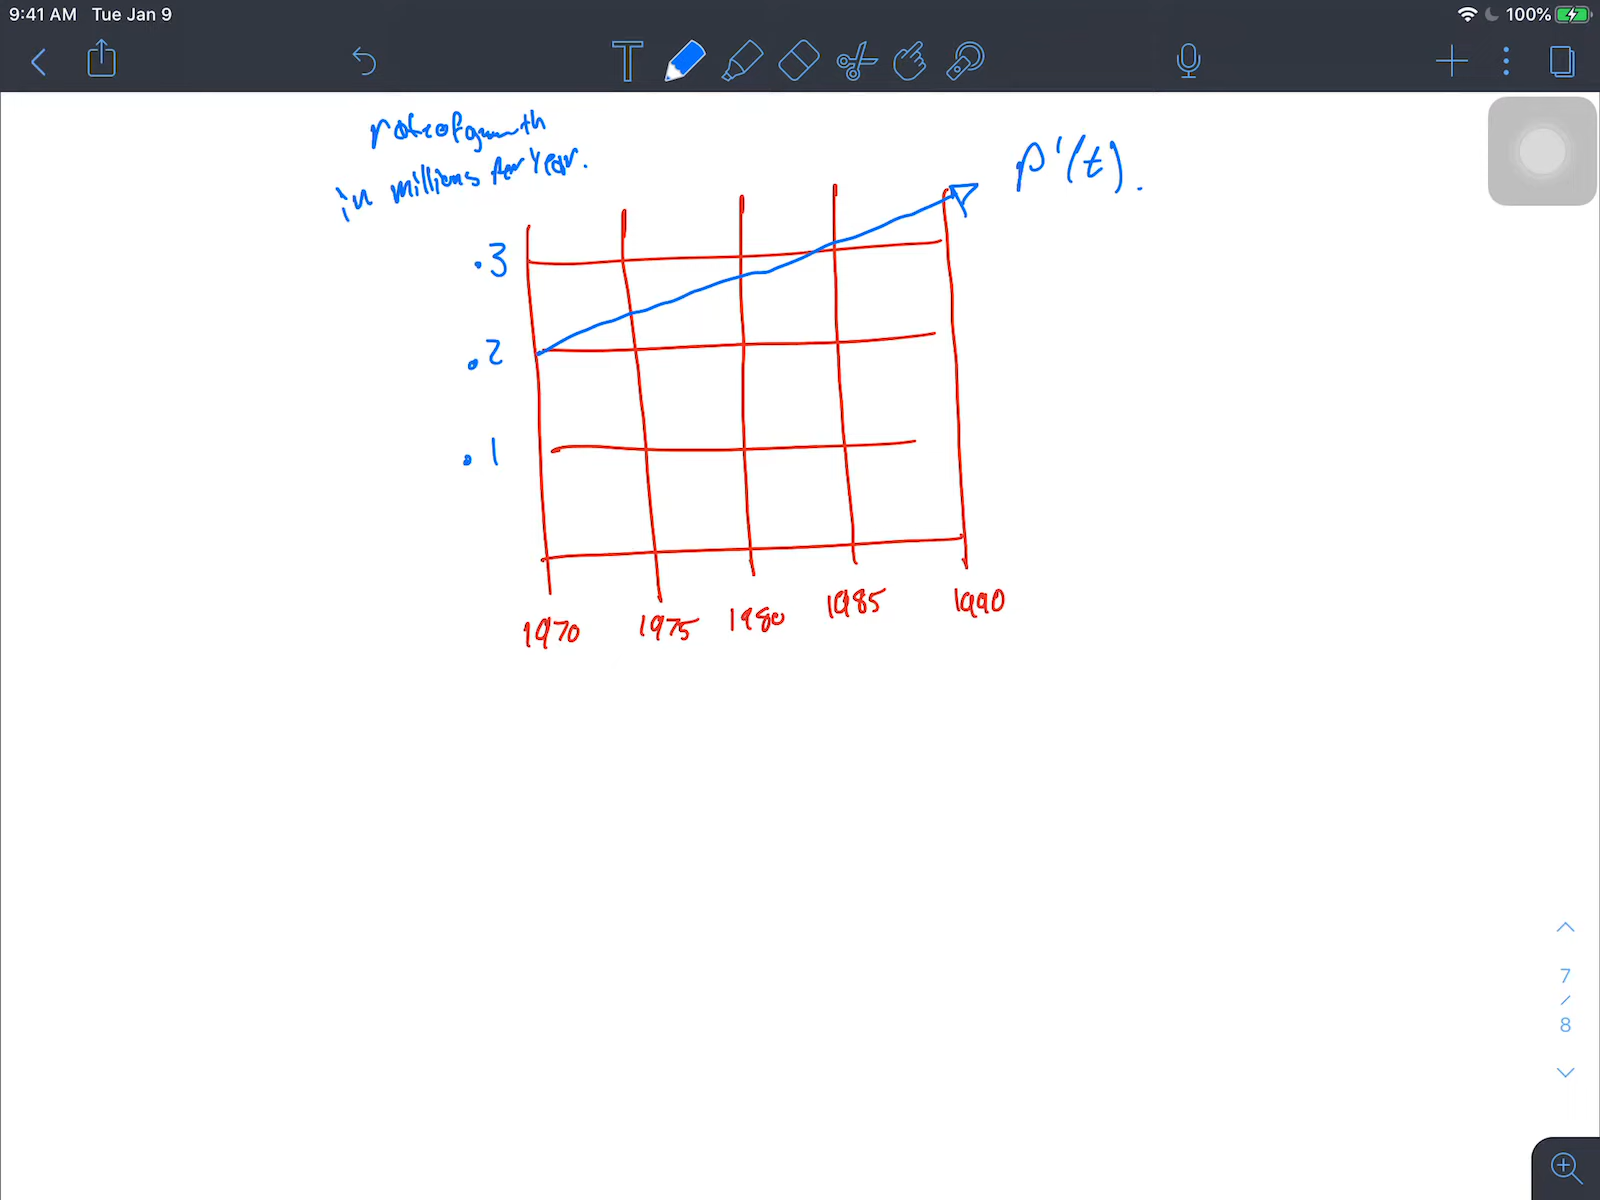 9:41 AM Tue Jan 9
100%
T
rate of growth
in millions per year.
P'(t).
.3
.2
.1
1970 1975 1980 1985 1990
7
/
8